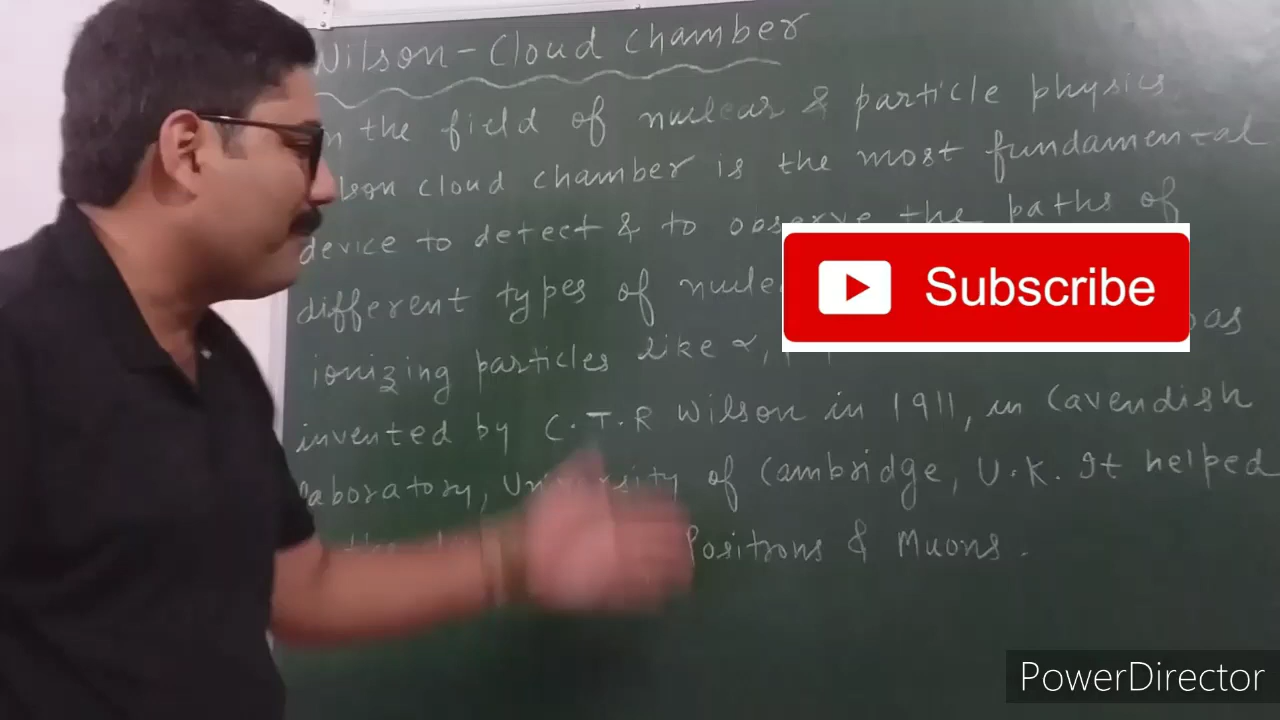 Wilson - Cloud Chamber
the field of nuclear & particle physics
cloud chamber is the most fundamental
device to detect & to observe the paths of
different types of
ionizing particles like α,
invented by C.T.R Wilson in 1911, in Cavendish
laboratory, University of Cambridge, U.K. It helped
Positrons & Muons.
Subscribe
PowerDirector